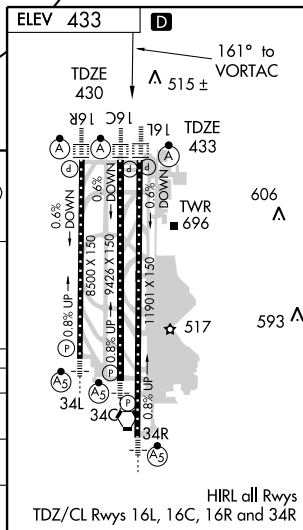 ELEV 433
D
161° to
VORTAC
TDZE
430
515 ±
16R
16C
16L
TDZE
433
A
A
P
P
P
0.6%
DOWN
0.6%
DOWN
0.6%
DOWN
TWR
696
606
8500 X 150
9426 X 150
11901 X 150
517
593
0.8% UP
0.8% UP
0.8% UP
P
P
P
A5
A5
34L
34C
34R
A5
HIRL all Rwys
TDZ/CL Rwys 16L, 16C, 16R and 34R